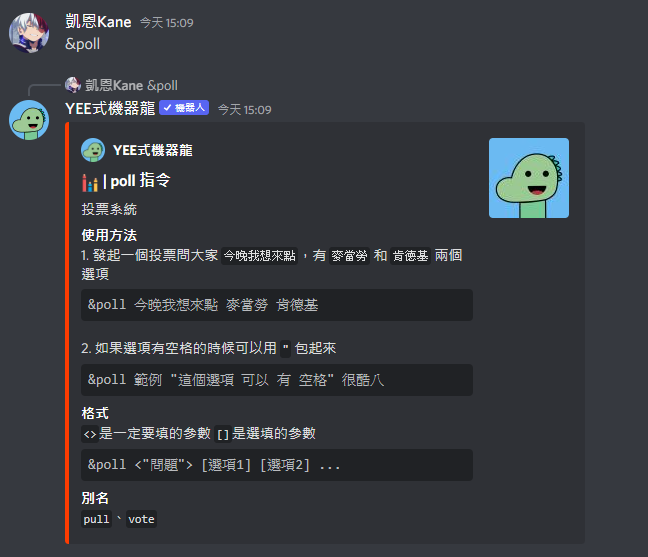 凱恩Kane 今天 15:09
&poll
凱恩Kane &poll
YEE式機器龍 ✓ 機器人 今天 15:09
YEE式機器龍
| poll 指令
投票系統
使用方法
1. 發起一個投票問大家 今晚我想來點，有 麥當勞 和 肯德基 兩個
選項
&poll 今晚我想來點 麥當勞 肯德基
2. 如果選項有空格的時候可以用 " 包起來
&poll 範例 "這個選項 可以 有 空格" 很酷八
格式
<>是一定要填的參數 []是選填的參數
&poll <"問題"> [選項1] [選項2] ...
別名
pull、vote